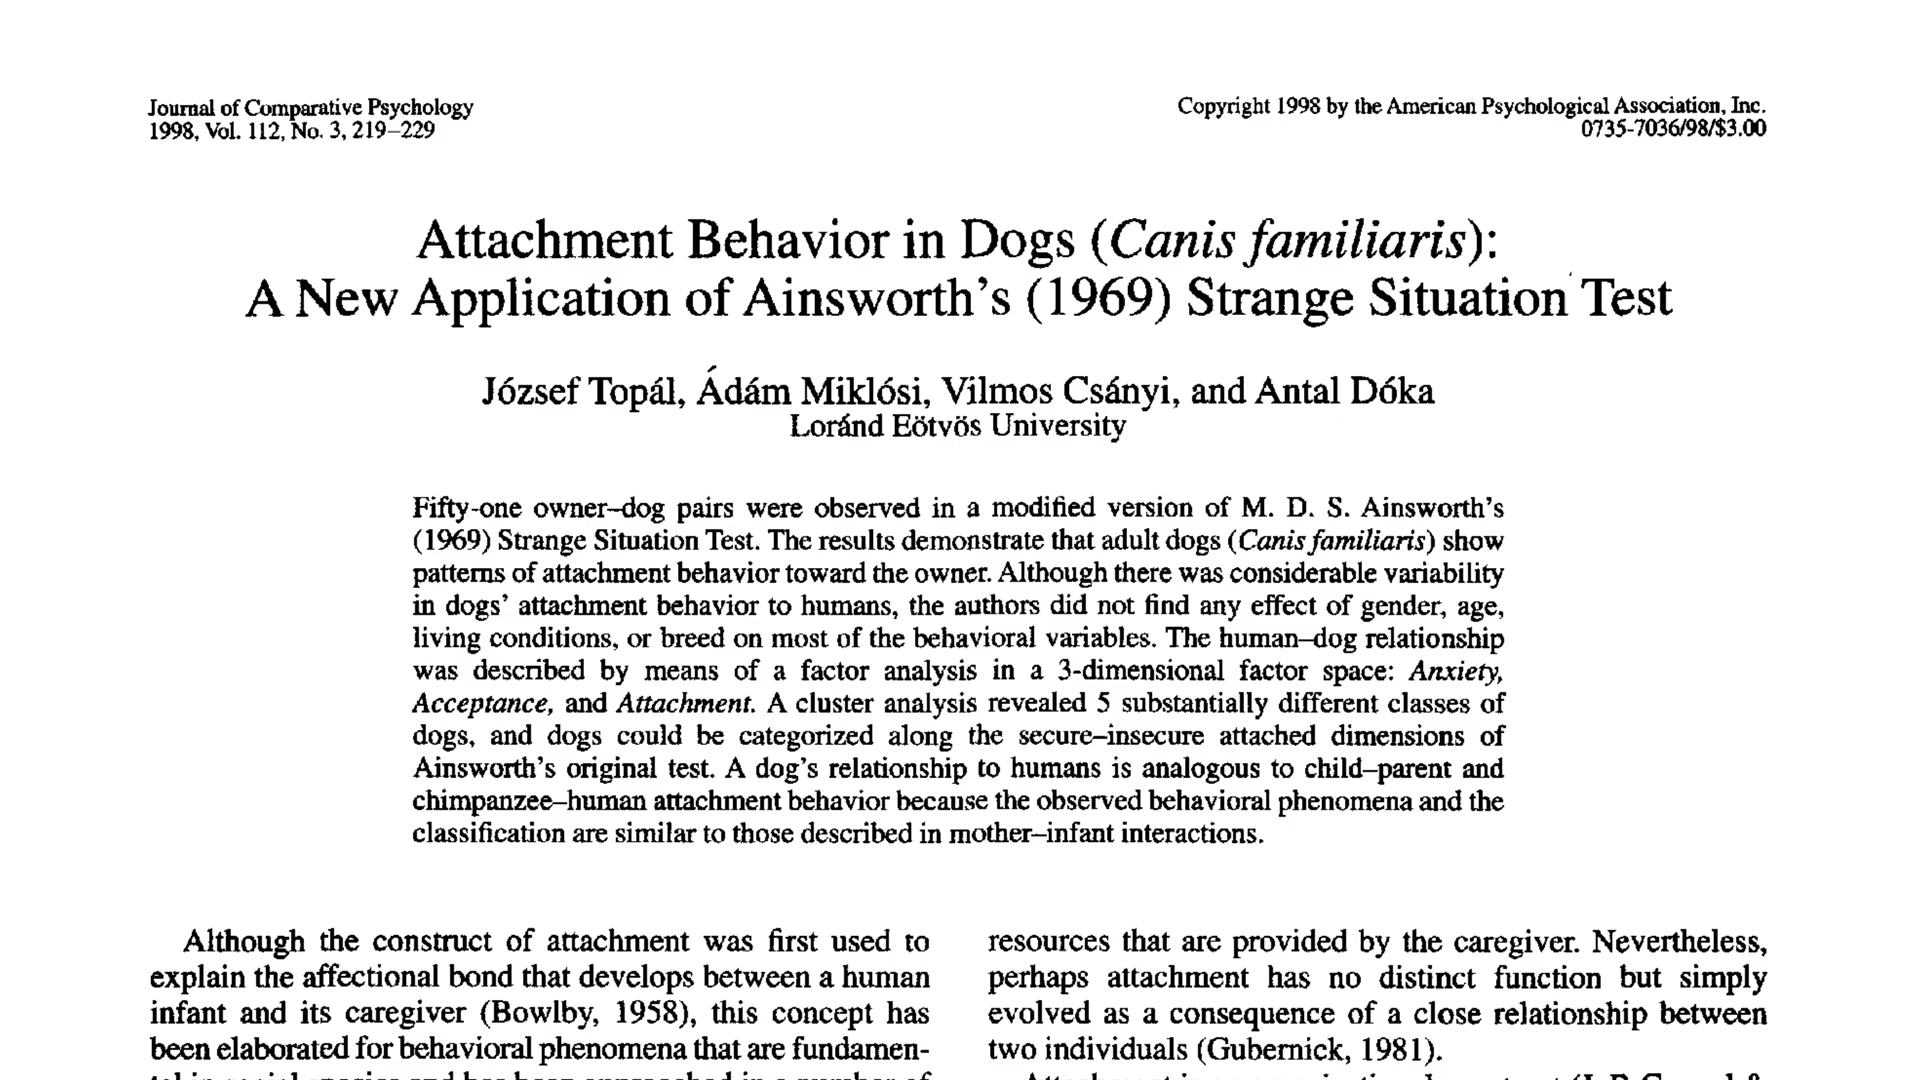 Journal of Comparative Psychology
1998, Vol. 112, No. 3, 219–229
Copyright 1998 by the American Psychological Association, Inc.
0735-7036/98/$3.00
Attachment Behavior in Dogs (Canis familiaris):
A New Application of Ainsworth's (1969) Strange Situation Test
József Topál, Ádám Miklósi, Vilmos Csányi, and Antal Dóka
Loránd Eötvös University
Fifty-one owner–dog pairs were observed in a modified version of M. D. S. Ainsworth's
(1969) Strange Situation Test. The results demonstrate that adult dogs (Canis familiaris) show
patterns of attachment behavior toward the owner. Although there was considerable variability
in dogs' attachment behavior to humans, the authors did not find any effect of gender, age,
living conditions, or breed on most of the behavioral variables. The human–dog relationship
was described by means of a factor analysis in a 3-dimensional factor space: Anxiety,
Acceptance, and Attachment. A cluster analysis revealed 5 substantially different classes of
dogs, and dogs could be categorized along the secure–insecure attached dimensions of
Ainsworth's original test. A dog's relationship to humans is analogous to child–parent and
chimpanzee–human attachment behavior because the observed behavioral phenomena and the
classification are similar to those described in mother–infant interactions.
Although the construct of attachment was first used to
explain the affectional bond that develops between a human
infant and its caregiver (Bowlby, 1958), this concept has
been elaborated for behavioral phenomena that are fundamen-
resources that are provided by the caregiver. Nevertheless,
perhaps attachment has no distinct function but simply
evolved as a consequence of a close relationship between
two individuals (Gubernick, 1981).